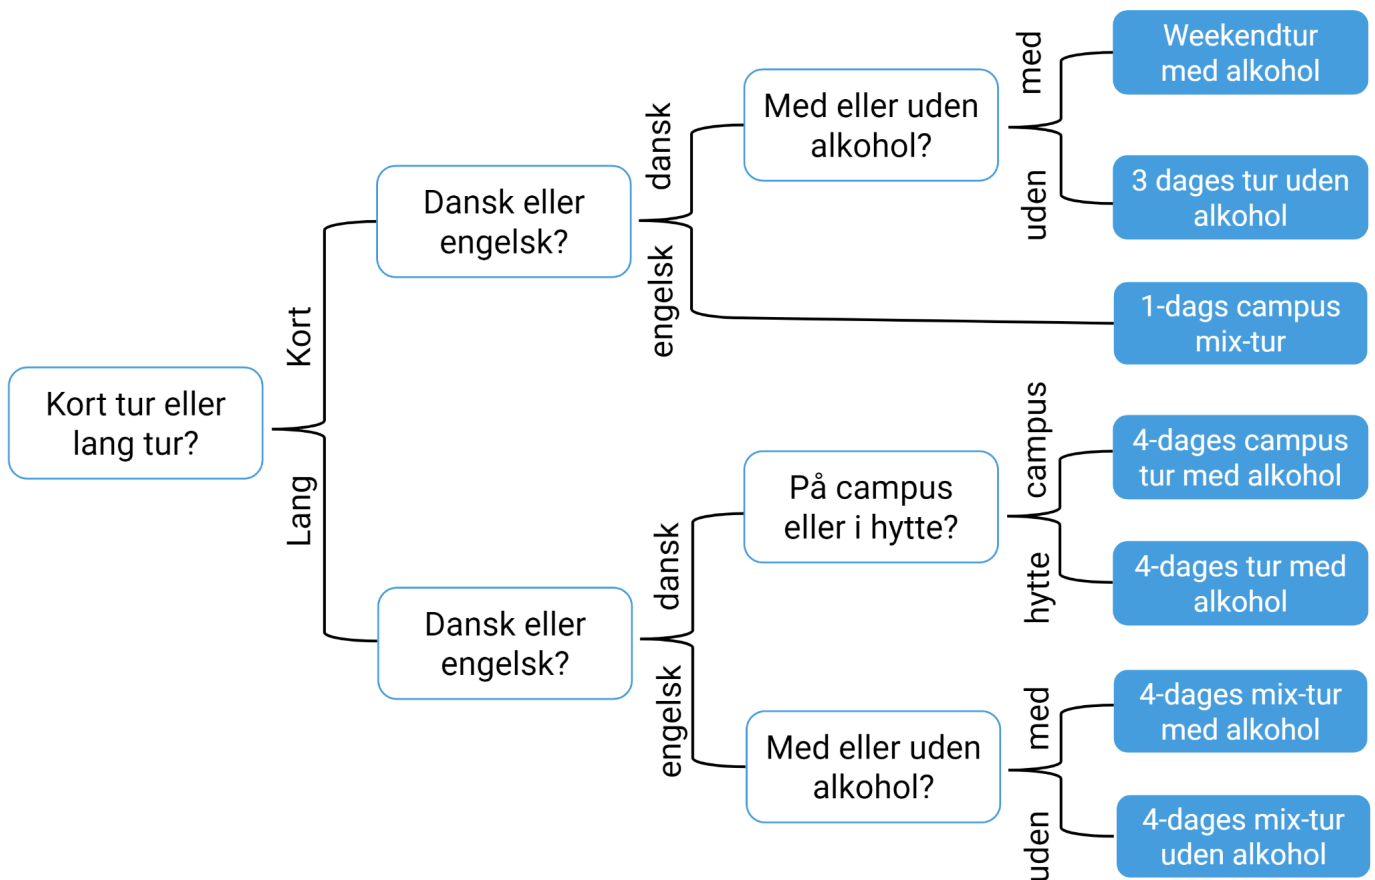 Kort tur eller
lang tur?
Kort
Lang
Dansk eller
engelsk?
dansk
engelsk
Med eller uden
alkohol?
med
uden
Weekendtur
med alkohol
3 dages tur uden
alkohol
1-dags campus
mix-tur
Dansk eller
engelsk?
dansk
engelsk
På campus
eller i hytte?
campus
hytte
4-dages campus
tur med alkohol
4-dages tur med
alkohol
Med eller uden
alkohol?
med
uden
4-dages mix-tur
med alkohol
4-dages mix-tur
uden alkohol